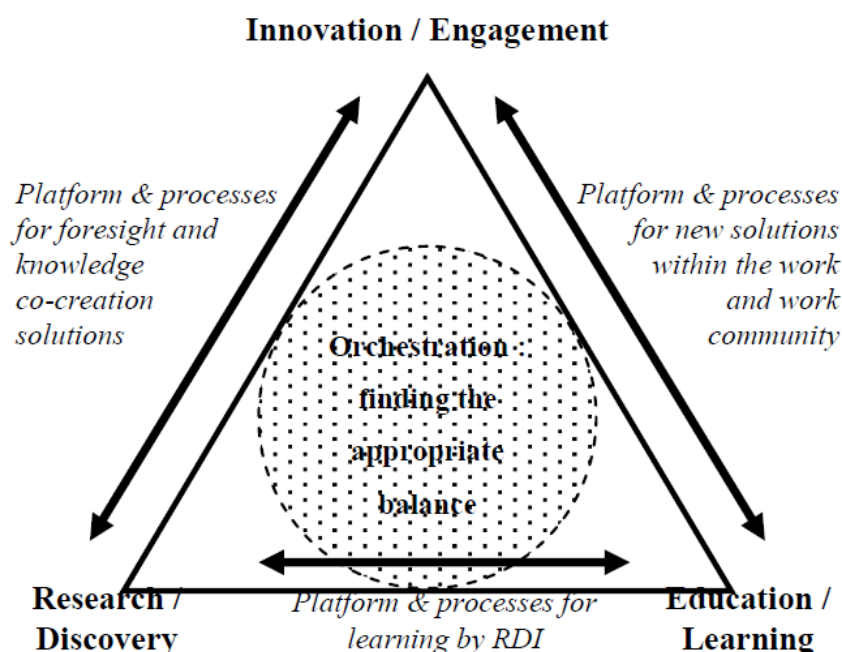 Innovation / Engagement
Platform & processes
for foresight and
knowledge
co-creation
solutions
Platform & processes
for new solutions
within the work
and work
community
Orchestration :
finding the
appropriate
balance
Research /
Discovery
Platform & processes for
learning by RDI
Education /
Learning